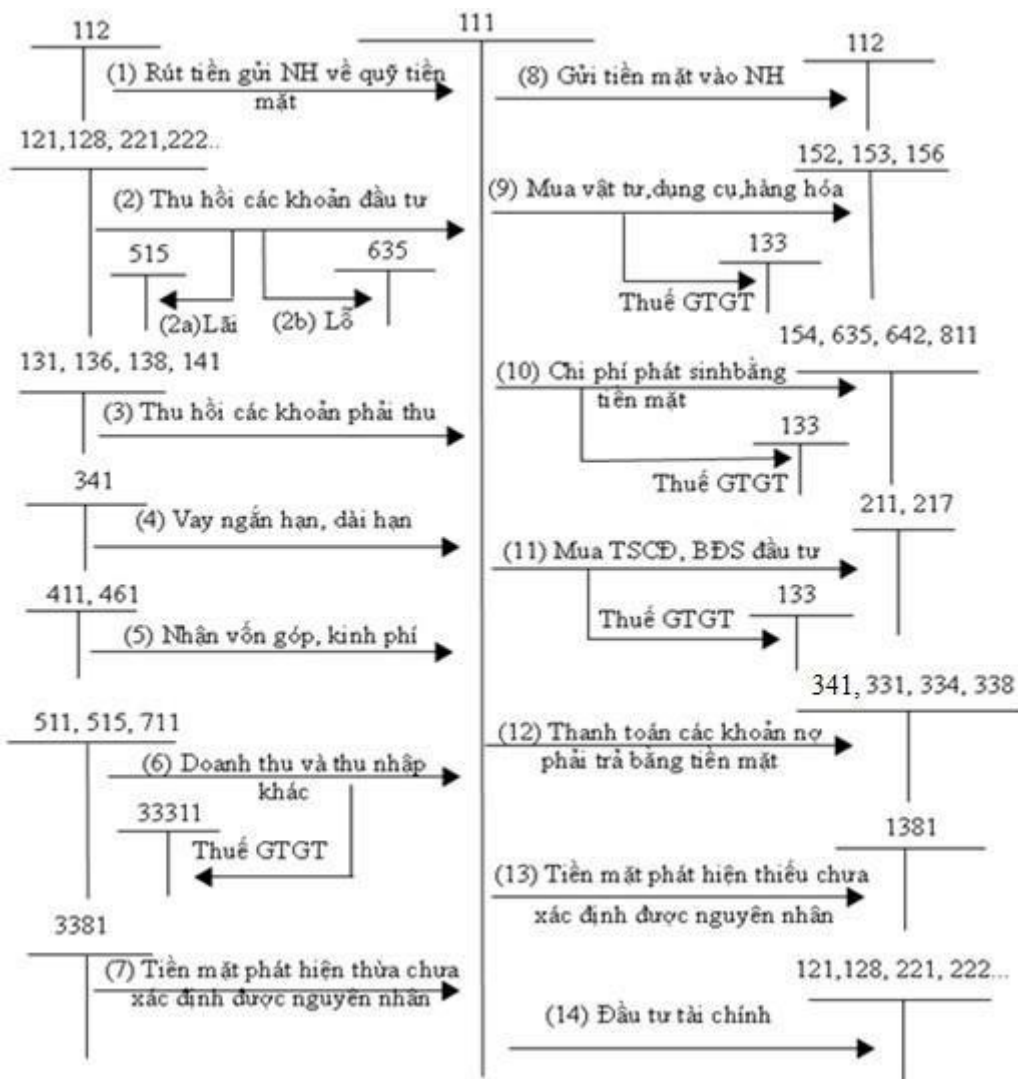 111
112
(1) Rút tiền gửi NH về quỹ tiền
mặt
121,128, 221,222..
(2) Thu hồi các khoản đầu tư
515
635
(2a)Lãi
(2b) Lỗ
131, 136, 138, 141
(3) Thu hồi các khoản phải thu
341
(4) Vay ngắn hạn, dài hạn
411, 461
(5) Nhận vốn góp, kinh phí
511, 515, 711
(6) Doanh thu và thu nhập
khác
33311
Thuế GTGT
3381
(7) Tiền mặt phát hiện thừa chưa
xác định được nguyên nhân
112
(8) Gửi tiền mặt vào NH
152, 153, 156
(9) Mua vật tư,dụng cụ,hàng hóa
133
Thuế GTGT
154, 635, 642, 811
(10) Chi phí phát sinhbằng
tiền mặt
133
Thuế GTGT
211, 217
(11) Mua TSCĐ, BĐS đầu tư
133
Thuế GTGT
341, 331, 334, 338
(12) Thanh toán các khoản nợ
phải trả bằng tiền mặt
1381
(13) Tiền mặt phát hiện thiếu chưa
xác định được nguyên nhân
121,128, 221, 222...
(14) Đầu tư tài chính